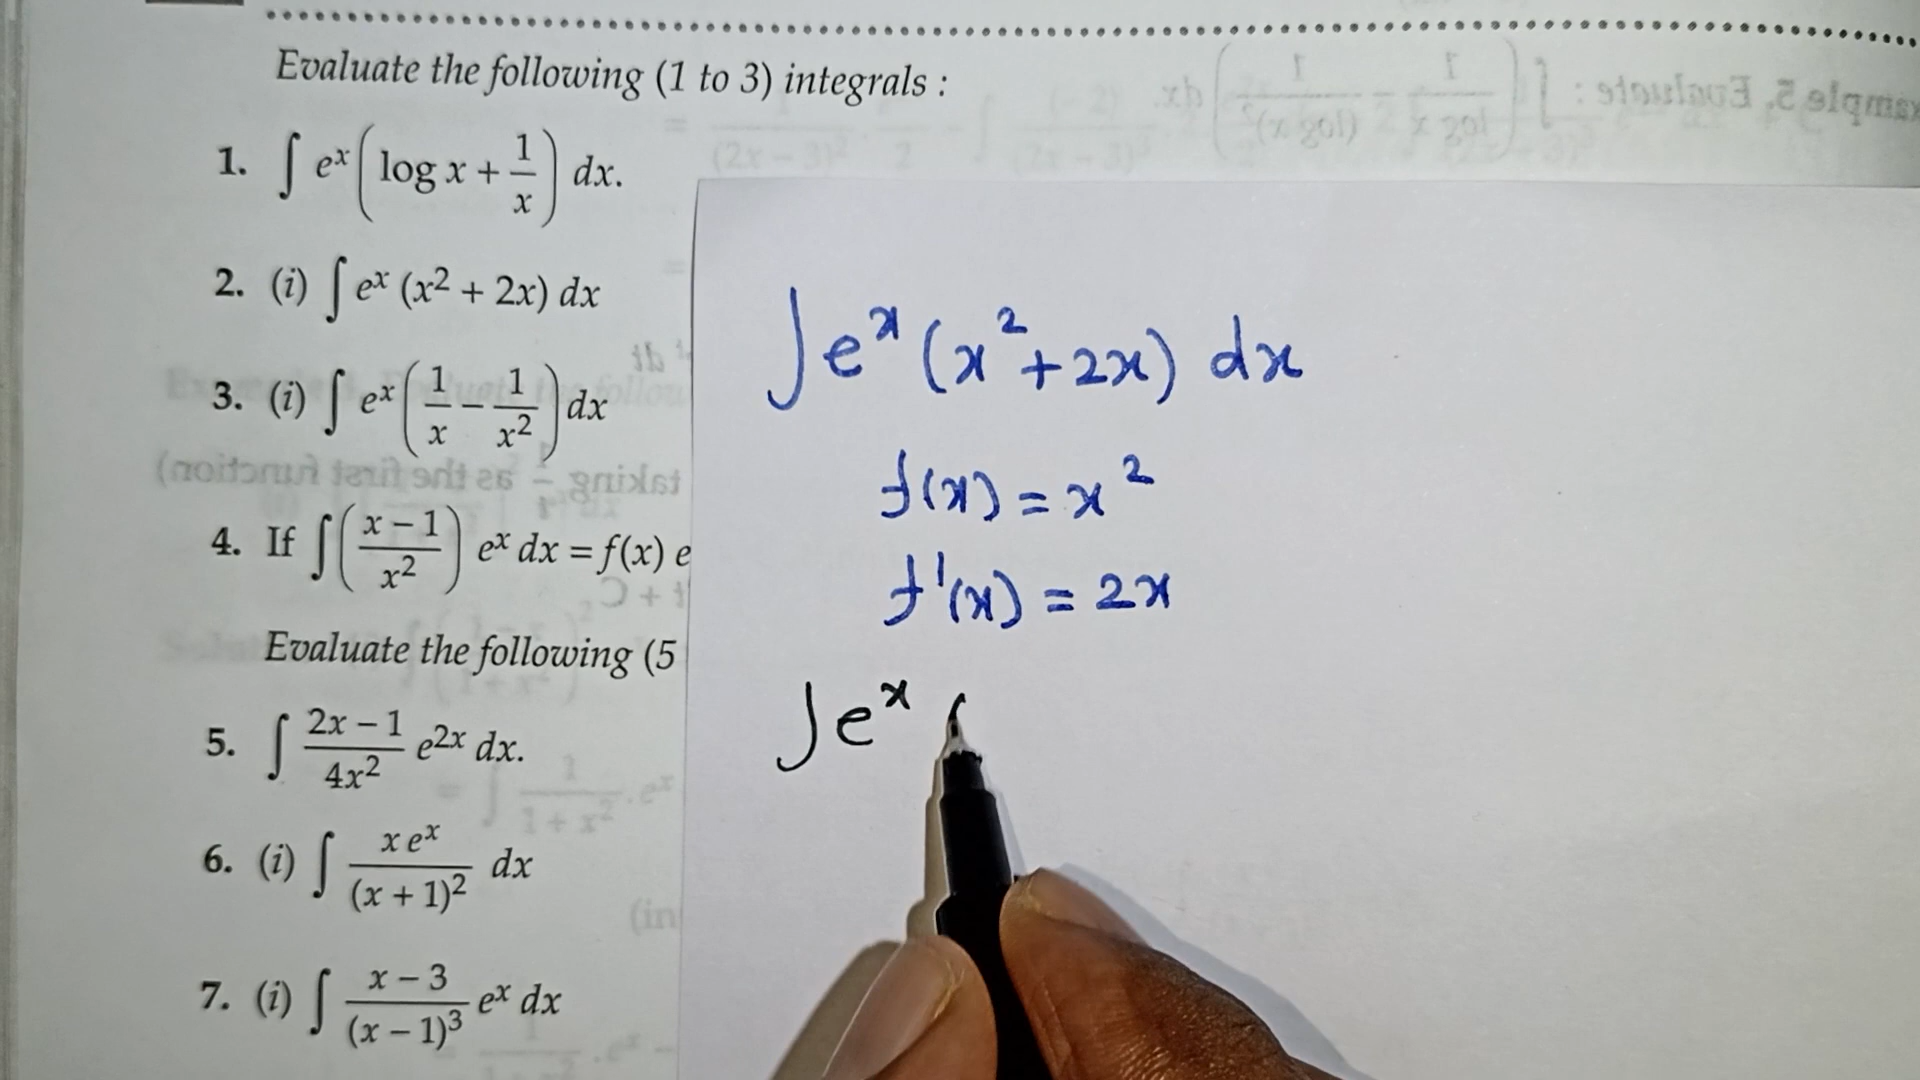 Evaluate the following (1 to 3) integrals :
1. ∫ eˣ ( log x + 1/x ) dx.
2. (i) ∫ eˣ (x² + 2x) dx
3. (i) ∫ eˣ ( 1/x − 1/x² ) dx
4. If ∫ ( (x − 1)/x² ) eˣ dx = f(x) e
Evaluate the following (5
5. ∫ (2x − 1)/(4x²) e²ˣ dx.
6. (i) ∫ x eˣ/(x + 1)² dx
7. (i) ∫ (x − 3)/(x − 1)³ eˣ dx
∫ eˣ (x² + 2x) dx
f(x) = x²
f'(x) = 2x
∫ eˣ (